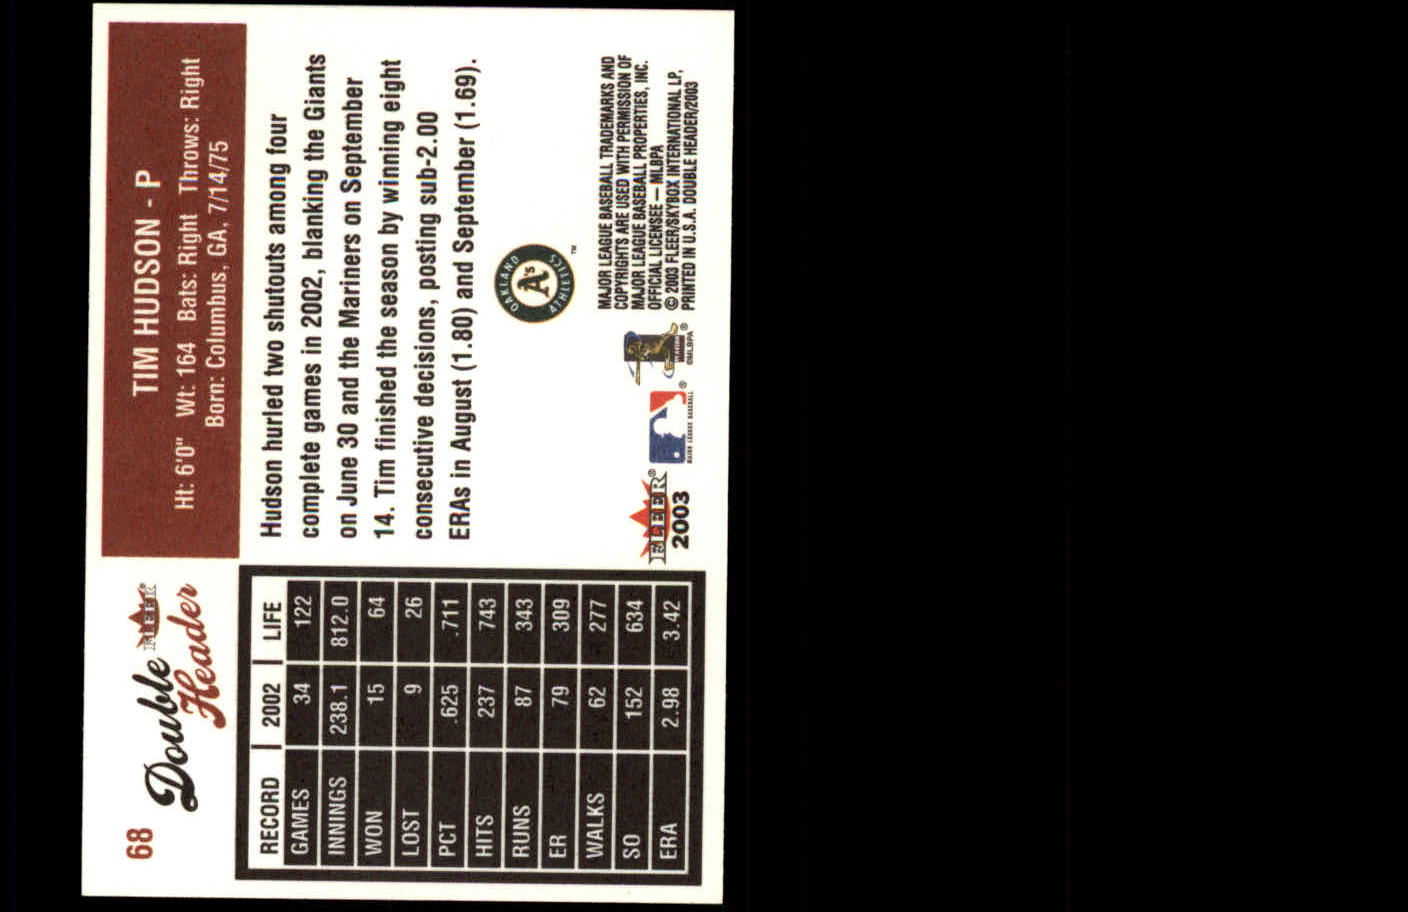 68
Double
FLEER
Header
TIM HUDSON - P
Ht: 6'0" Wt: 164 Bats: Right Throws: Right
Born: Columbus, GA, 7/14/75
RECORD 2002 LIFE
GAMES 34 122
INNINGS 238.1 812.0
WON 15 64
LOST 9 26
PCT .625 .711
HITS 237 743
RUNS 87 343
ER 79 309
WALKS 62 277
SO 152 634
ERA 2.98 3.42
Hudson hurled two shutouts among four
complete games in 2002, blanking the Giants
on June 30 and the Mariners on September
14. Tim finished the season by winning eight
consecutive decisions, posting sub-2.00
ERAs in August (1.80) and September (1.69).
OAKLAND
A's
ATHLETICS
™
FLEER®
2003
®
MAJOR LEAGUE BASEBALL
®
©MLBPA
MAJOR LEAGUE BASEBALL TRADEMARKS AND
COPYRIGHTS ARE USED WITH PERMISSION OF
MAJOR LEAGUE BASEBALL PROPERTIES, INC.
OFFICIAL LICENSEE — MLBPA
© 2003 FLEER/SKYBOX INTERNATIONAL LP,
PRINTED IN U.S.A. DOUBLE HEADER/2003